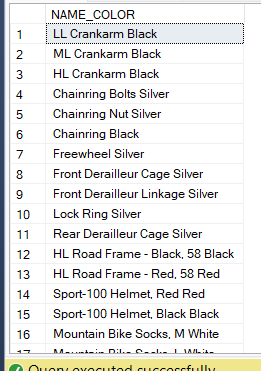 NAME_COLOR
1 LL Crankarm Black
2 ML Crankarm Black
3 HL Crankarm Black
4 Chainring Bolts Silver
5 Chainring Nut Silver
6 Chainring Black
7 Freewheel Silver
8 Front Derailleur Cage Silver
9 Front Derailleur Linkage Silver
10 Lock Ring Silver
11 Rear Derailleur Cage Silver
12 HL Road Frame - Black, 58 Black
13 HL Road Frame - Red, 58 Red
14 Sport-100 Helmet, Red Red
15 Sport-100 Helmet, Black Black
16 Mountain Bike Socks, M White
17 Mountain Bike Socks, L White
Query executed successfully